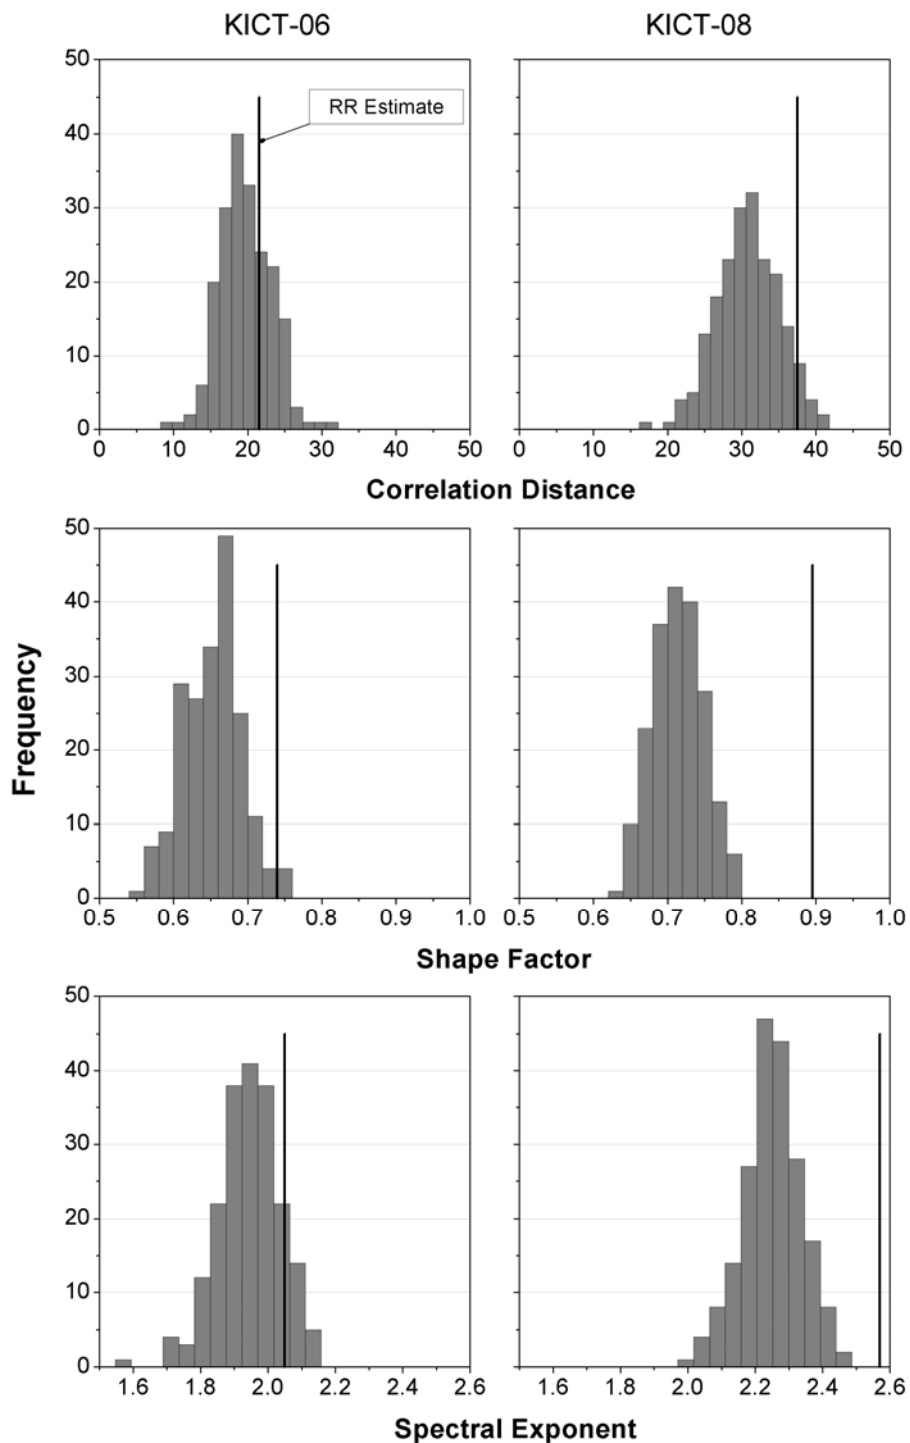 KICT-06 KICT-08
50
40
30
20
10
0
RR Estimate
0 10 20 30 40 50 0 10 20 30 40 50
Correlation Distance
50
40
30
20
10
0
Frequency
0.5 0.6 0.7 0.8 0.9 1.0 0.5 0.6 0.7 0.8 0.9 1.0
Shape Factor
50
40
30
20
10
0
1.6 1.8 2.0 2.2 2.4 2.6 1.6 1.8 2.0 2.2 2.4 2.6
Spectral Exponent